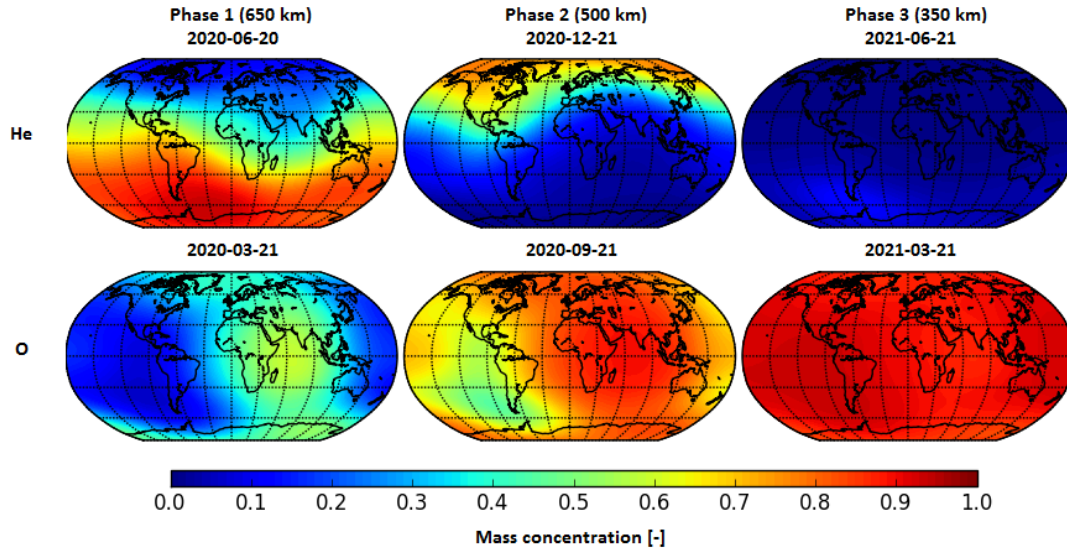 Phase 1 (650 km) Phase 2 (500 km) Phase 3 (350 km)
2020-06-20 2020-12-21 2021-06-21
He
2020-03-21 2020-09-21 2021-03-21
O
0.0 0.1 0.2 0.3 0.4 0.5 0.6 0.7 0.8 0.9 1.0
Mass concentration [-]